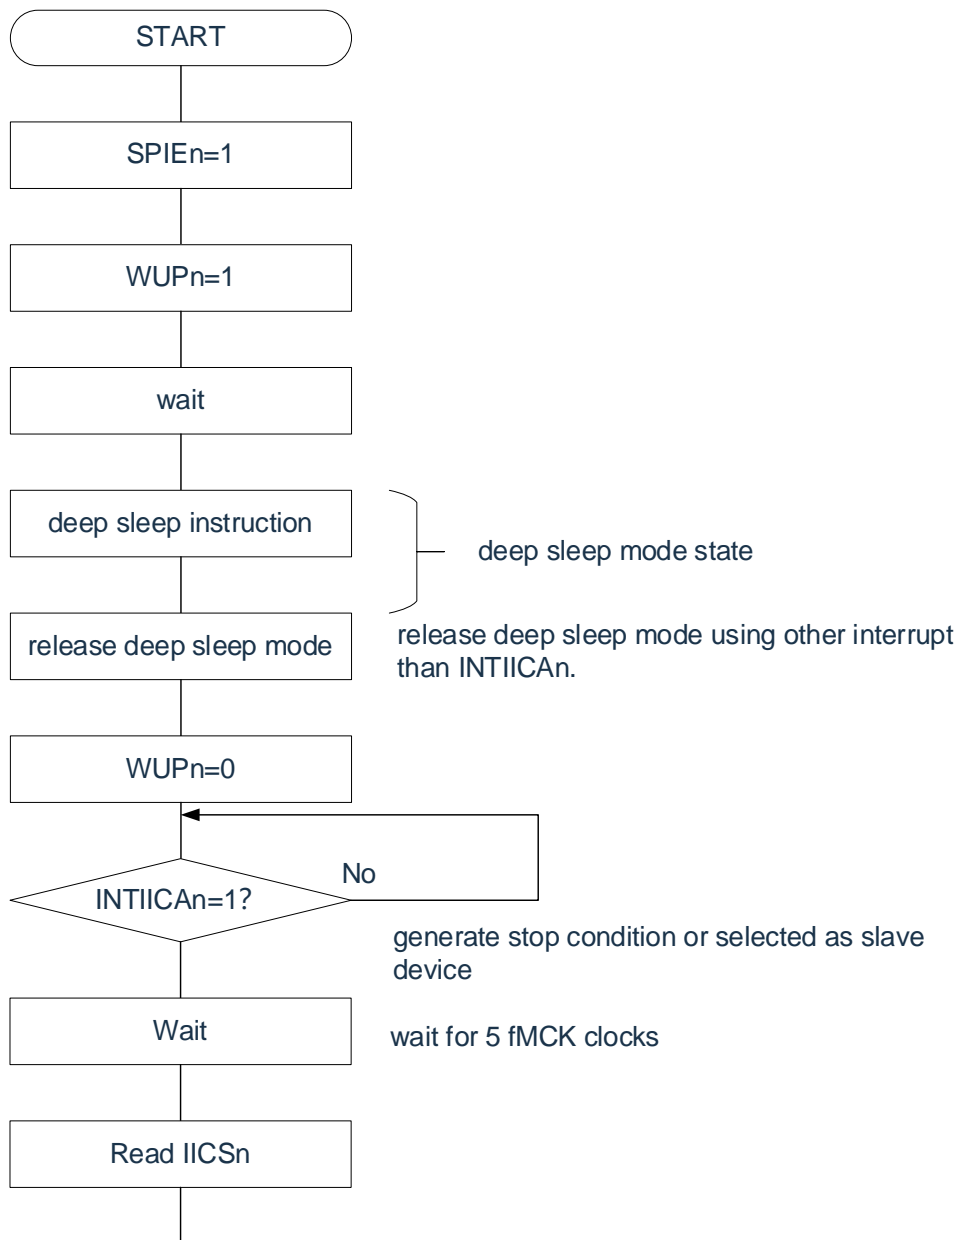 START
SPIEn=1
WUPn=1
wait
deep sleep instruction
deep sleep mode state
release deep sleep mode
release deep sleep mode using other interrupt
than INTIICAn.
WUPn=0
No
INTIICAn=1?
generate stop condition or selected as slave
device
Wait
wait for 5 fMCK clocks
Read IICSn